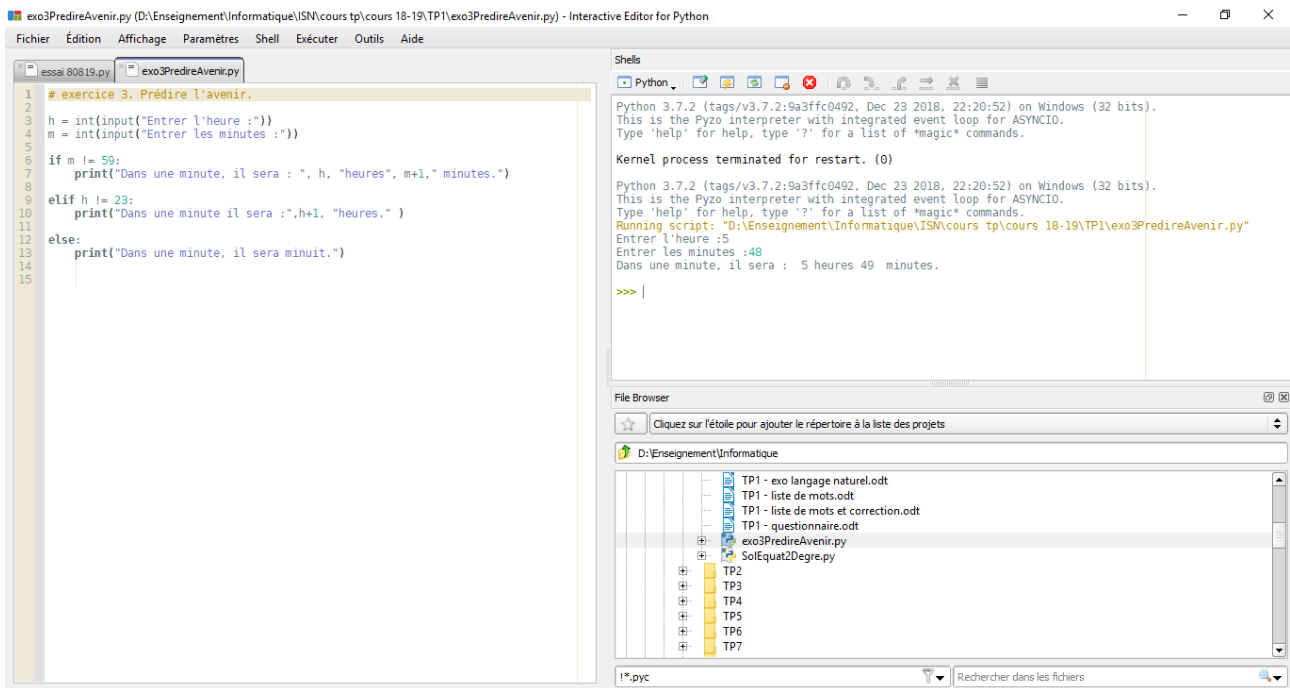 exo3PredireAvenir.py (D:\Enseignement\Informatique\ISN\cours tp\cours 18-19\TP1\exo3PredireAvenir.py) - Interactive Editor for Python
Fichier Édition Affichage Paramètres Shell Exécuter Outils Aide
essai 80819.py exo3PredireAvenir.py
1 # exercice 3. Prédire l'avenir.
2
3 h = int(input("Entrer l'heure :"))
4 m = int(input("Entrer les minutes :"))
5
6 if m != 59:
7     print("Dans une minute, il sera : ", h, "heures", m+1," minutes.")
8
9 elif h != 23:
10     print("Dans une minute il sera :",h+1, "heures." )
11
12 else:
13     print("Dans une minute, il sera minuit.")
14
15
Shells
Python
Python 3.7.2 (tags/v3.7.2:9a3ffc0492, Dec 23 2018, 22:20:52) on Windows (32 bits).
This is the Pyzo interpreter with integrated event loop for ASYNCIO.
Type 'help' for help, type '?' for a list of *magic* commands.
Kernel process terminated for restart. (0)
Python 3.7.2 (tags/v3.7.2:9a3ffc0492, Dec 23 2018, 22:20:52) on Windows (32 bits).
This is the Pyzo interpreter with integrated event loop for ASYNCIO.
Type 'help' for help, type '?' for a list of *magic* commands.
Running script: "D:\Enseignement\Informatique\ISN\cours tp\cours 18-19\TP1\exo3PredireAvenir.py"
Entrer l'heure :5
Entrer les minutes :48
Dans une minute, il sera :  5 heures 49  minutes.
>>>
File Browser
Cliquez sur l'étoile pour ajouter le répertoire à la liste des projets
D:\Enseignement\Informatique
TP1 - exo langage naturel.odt
TP1 - liste de mots.odt
TP1 - liste de mots et correction.odt
TP1 - questionnaire.odt
exo3PredireAvenir.py
SolEquat2Degre.py
TP2
TP3
TP4
TP5
TP6
TP7
!*.pyc
Rechercher dans les fichiers